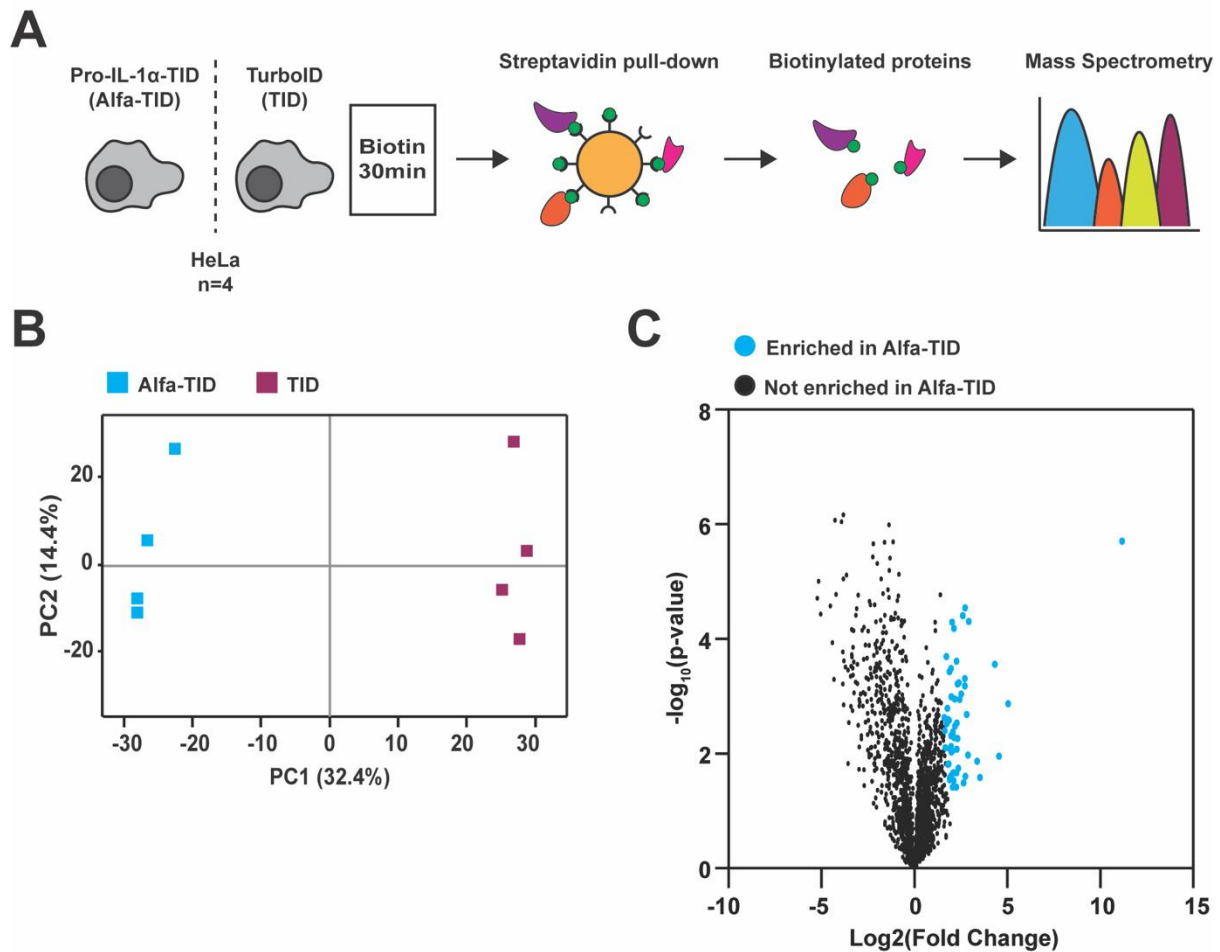 A
Pro-IL-1α-TID
(Alfa-TID)
TurboID
(TID)
HeLa
n=4
Biotin
30min
Streptavidin pull-down
Biotinylated proteins
Mass Spectrometry
B
Alfa-TID
TID
PC2 (14.4%)
20
0
-20
-30
-20
-10
0
10
20
30
PC1 (32.4%)
C
Enriched in Alfa-TID
Not enriched in Alfa-TID
-log₁₀(p-value)
8
6
4
2
0
-10
-5
0
5
10
15
Log2(Fold Change)